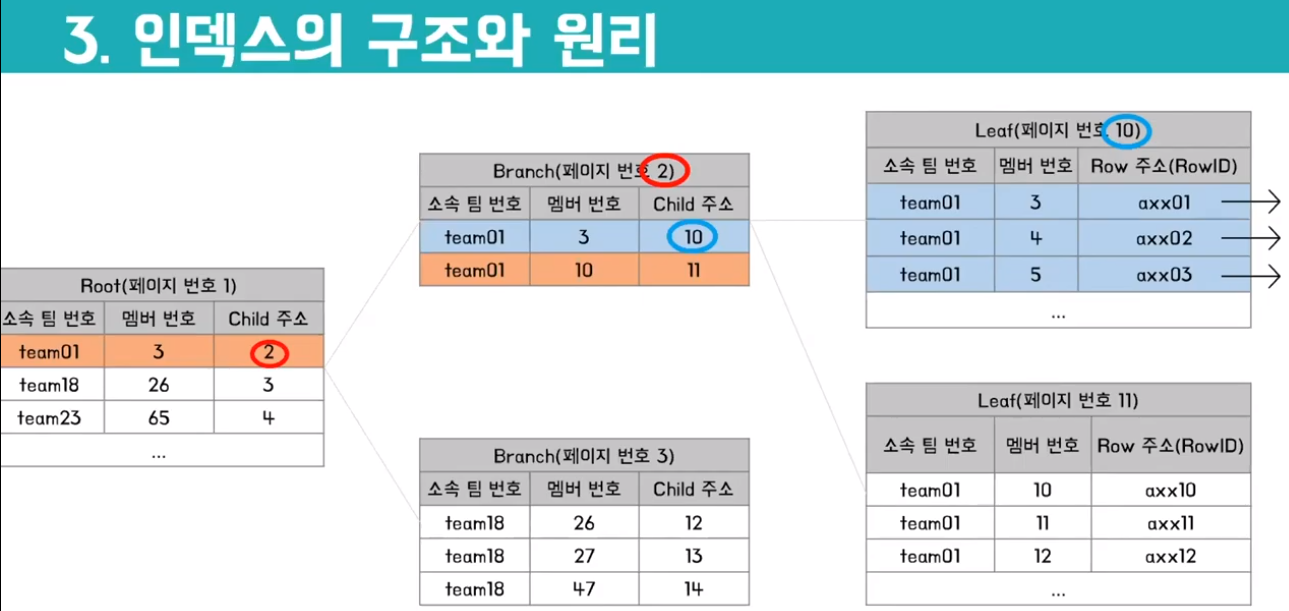 3. 인덱스의 구조와 원리
Root(페이지 번호 1)
소속 팀 번호 멤버 번호 Child 주소
team01 3 2
team18 26 3
team23 65 4
...
Branch(페이지 번호 2)
소속 팀 번호 멤버 번호 Child 주소
team01 3 10
team01 10 11
Branch(페이지 번호 3)
소속 팀 번호 멤버 번호 Child 주소
team18 26 12
team18 27 13
team18 47 14
Leaf(페이지 번호 10)
소속 팀 번호 멤버 번호 Row 주소(RowID)
team01 3 axx01
team01 4 axx02
team01 5 axx03
...
Leaf(페이지 번호 11)
소속 팀 번호 멤버 번호 Row 주소(RowID)
team01 10 axx10
team01 11 axx11
team01 12 axx12
...